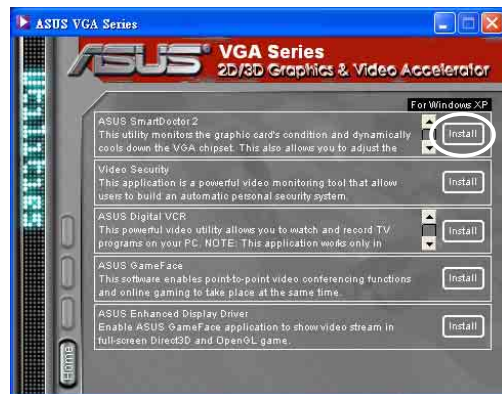 ASUS VGA Series
ASUS VGA Series
2D/3D Graphics & Video Accelerator
For Windows XP
ASUS SmartDoctor 2
This utility monitors the graphic card's condition and dynamically
cools down the VGA chipset. This also allows you to adjust the
Install
Video Security
This application is a powerful video monitoring tool that allow
users to build an automatic personal security system.
Install
ASUS Digital VCR
This powerful video utility allows you to watch and record TV
programs on your PC. NOTE: This application works only in
Install
ASUS GameFace
This software enables point-to-point video conferencing functions
and online gaming to take place at the same time.
Install
ASUS Enhanced Display Driver
Enable ASUS GameFace application to show video stream in
full-screen Direct3D and OpenGL game.
Install
Home